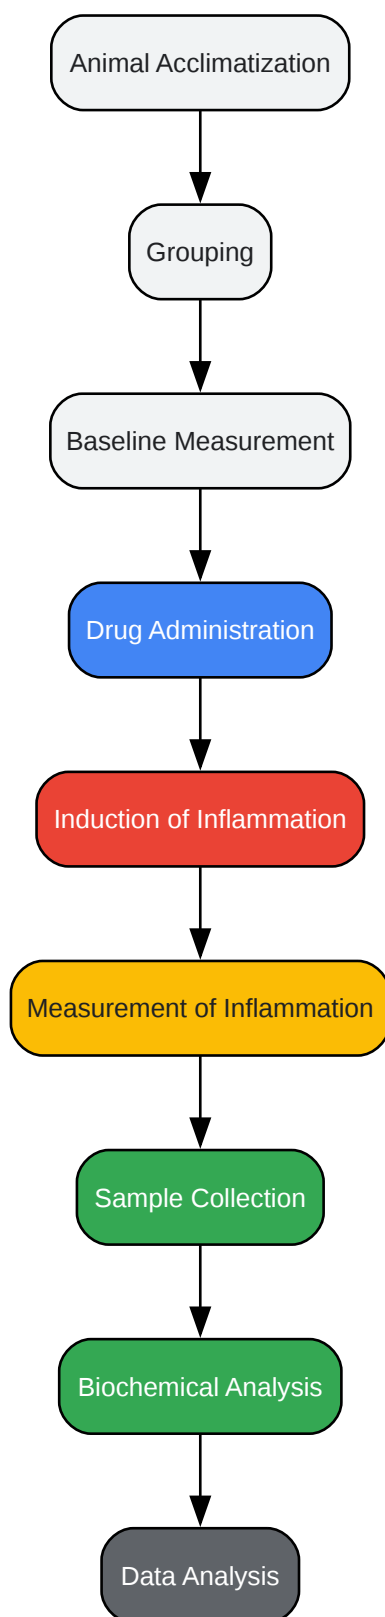 Animal Acclimatization
Grouping
Baseline Measurement
Drug Administration
Induction of Inflammation
Measurement of Inflammation
Sample Collection
Biochemical Analysis
Data Analysis